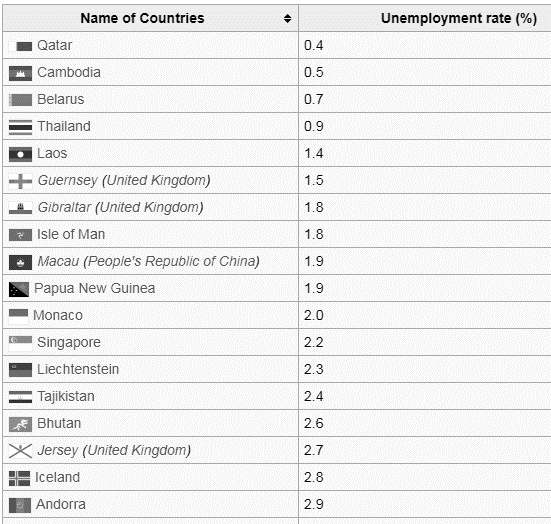 Name of Countries Unemployment rate (%)
Qatar 0.4
Cambodia 0.5
Belarus 0.7
Thailand 0.9
Laos 1.4
Guernsey (United Kingdom) 1.5
Gibraltar (United Kingdom) 1.8
Isle of Man 1.8
Macau (People's Republic of China) 1.9
Papua New Guinea 1.9
Monaco 2.0
Singapore 2.2
Liechtenstein 2.3
Tajikistan 2.4
Bhutan 2.6
Jersey (United Kingdom) 2.7
Iceland 2.8
Andorra 2.9